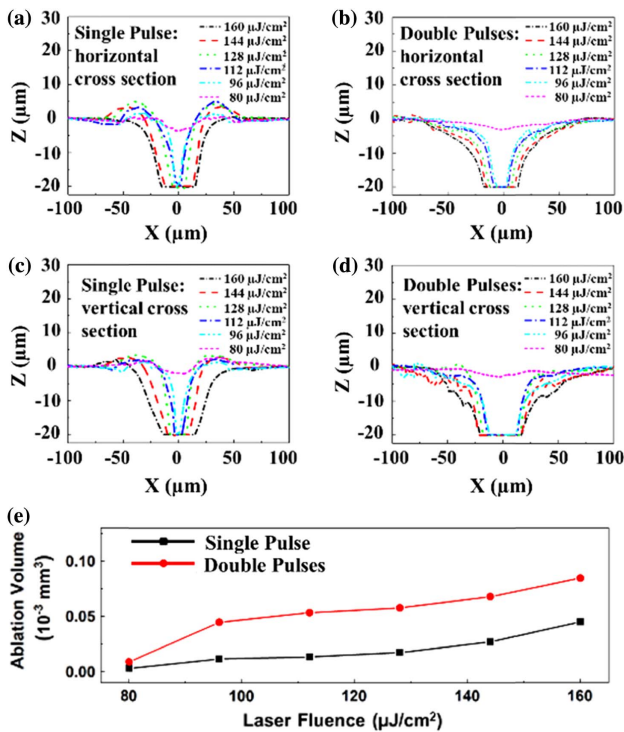 (a)
Single Pulse:
horizontal
cross section
160 µJ/cm²
144 µJ/cm²
128 µJ/cm²
112 µJ/cm²
96 µJ/cm²
80 µJ/cm²
Z (µm)
30
20
10
0
-10
-20
-100 -50 0 50 100
X (µm)
(b)
Double Pulses:
horizontal
cross section
160 µJ/cm²
144 µJ/cm²
128 µJ/cm²
112 µJ/cm²
96 µJ/cm²
80 µJ/cm²
Z (µm)
30
20
10
0
-10
-20
-100 -50 0 50 100
X (µm)
(c)
Single Pulse:
vertical cross
section
160 µJ/cm²
144 µJ/cm²
128 µJ/cm²
112 µJ/cm²
96 µJ/cm²
80 µJ/cm²
Z (µm)
30
20
10
0
-10
-20
-100 -50 0 50 100
X (µm)
(d)
Double Pulses:
vertical cross
section
160 µJ/cm²
144 µJ/cm²
128 µJ/cm²
112 µJ/cm²
96 µJ/cm²
80 µJ/cm²
Z (µm)
30
20
10
0
-10
-20
-100 -50 0 50 100
X (µm)
(e)
Single Pulse
Double Pulses
Ablation Volume
(10⁻³ mm³)
0.10
0.05
0.00
80 100 120 140 160
Laser Fluence (µJ/cm²)